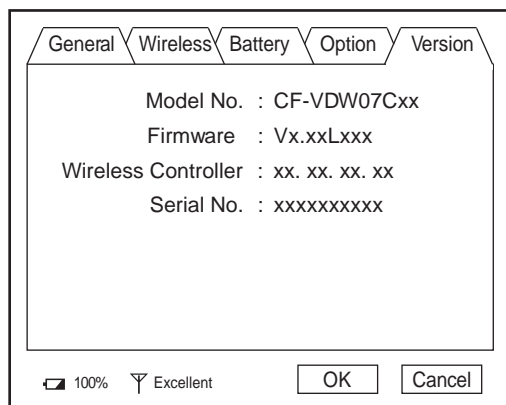 General Wireless Battery Option Version
Model No. : CF-VDW07Cxx
Firmware : Vx.xxLxxx
Wireless Controller : xx. xx. xx. xx
Serial No. : xxxxxxxxxx
100% Excellent OK Cancel